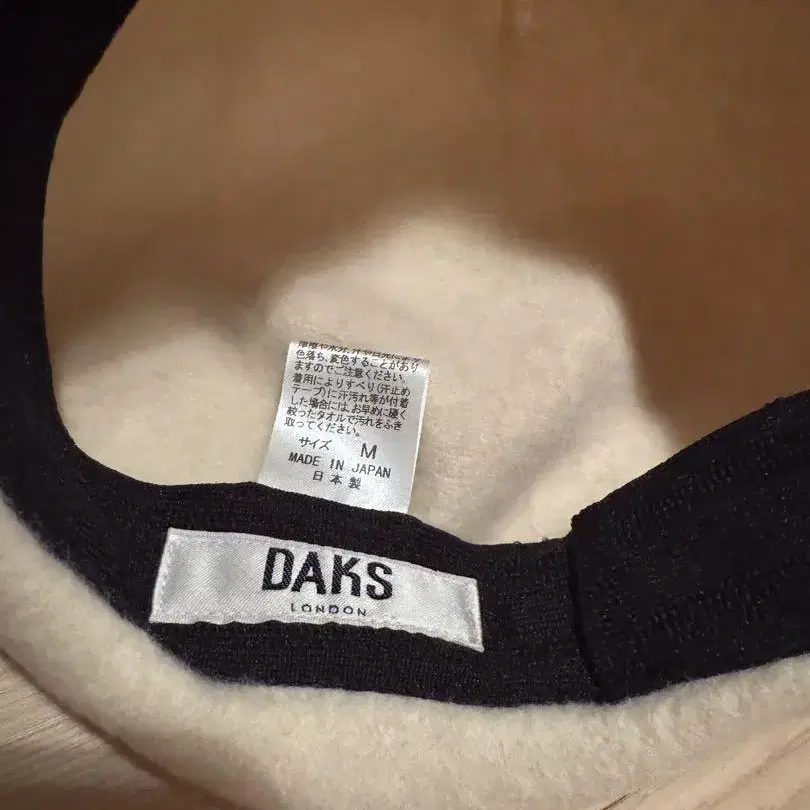 色落ち、変色することがあり
ますのでご注意ください。
着用によりすべり(汗止め
テープ)に汗汚れ等が付着
した場合には、お早めに硬く
絞ったタオルで汚れをふき
取ってください。
サイズ M
MADE IN JAPAN
日本製
DAKS
LONDON